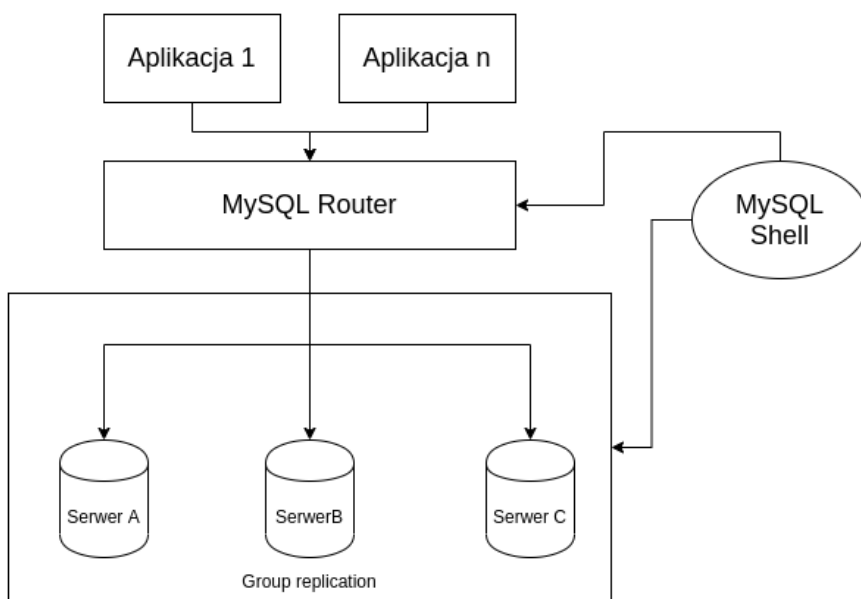 Aplikacja 1
Aplikacja n
MySQL Router
MySQL
Shell
Serwer A
SerwerB
Serwer C
Group replication